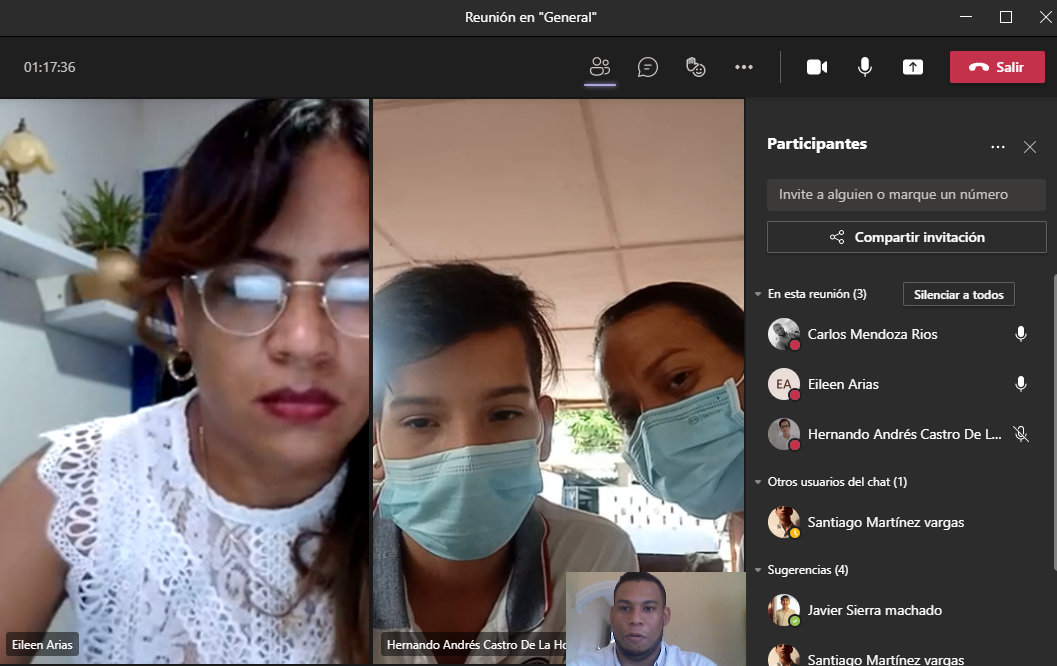 Reunión en "General"
01:17:36
Salir
Participantes
Invite a alguien o marque un número
Compartir invitación
En esta reunión (3)
Silenciar a todos
Carlos Mendoza Rios
EA
Eileen Arias
Hernando Andrés Castro De L...
Otros usuarios del chat (1)
Santiago Martínez vargas
Sugerencias (4)
Javier Sierra machado
Santiago Martínez vargas
Eileen Arias
Hernando Andrés Castro De La Ho